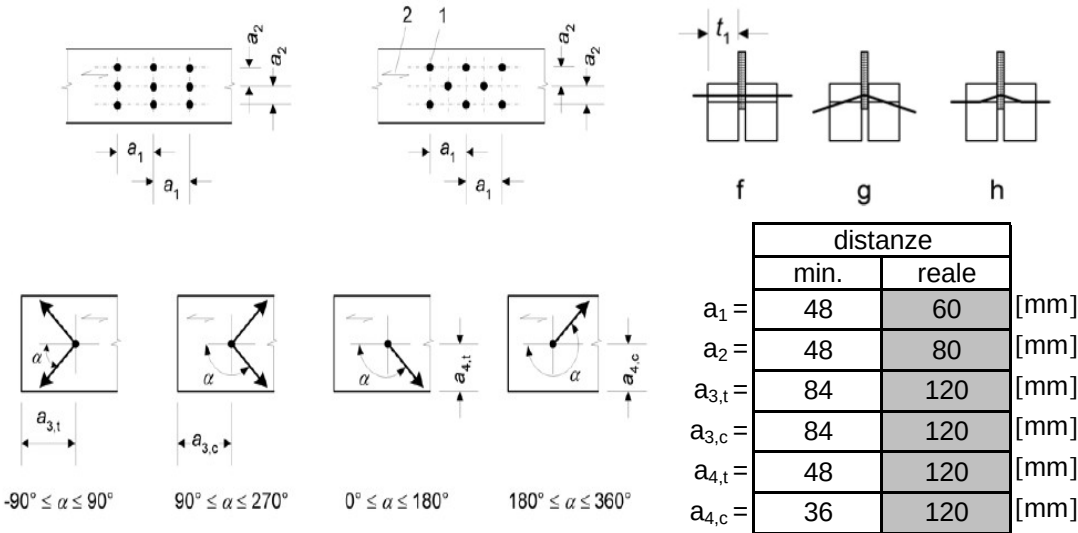 2 1
a2 a2
a2 a2
t1
a1
a1
a1
a1
f g h
α
α
α
α
a3,t
a3,c
a4,t
a4,c
-90° ≤ α ≤ 90° 90° ≤ α ≤ 270° 0° ≤ α ≤ 180° 180° ≤ α ≤ 360°
distanze
min. reale
a1 = 48 60 [mm]
a2 = 48 80 [mm]
a3,t = 84 120 [mm]
a3,c = 84 120 [mm]
a4,t = 48 120 [mm]
a4,c = 36 120 [mm]